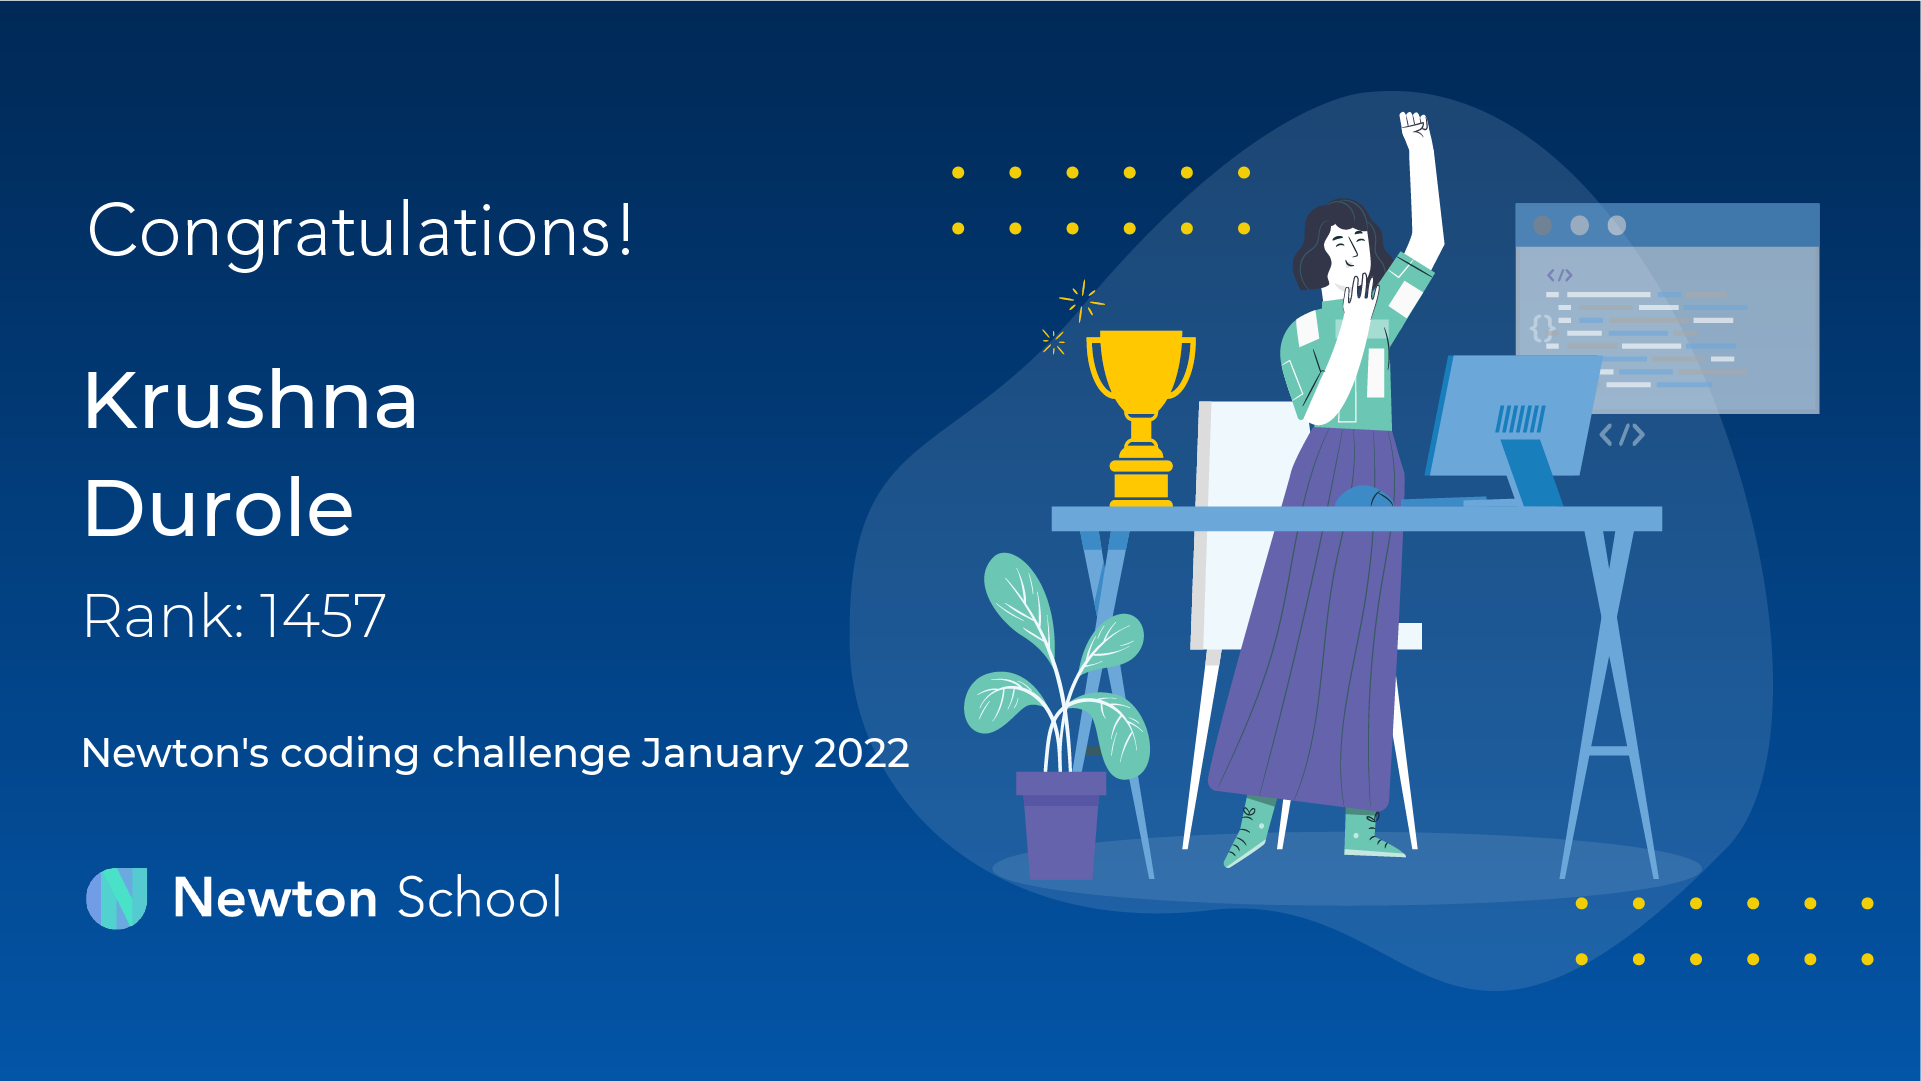 Congratulations!
Krushna
Durole
Rank: 1457
Newton's coding challenge January 2022
Newton School
</>
{}
</>